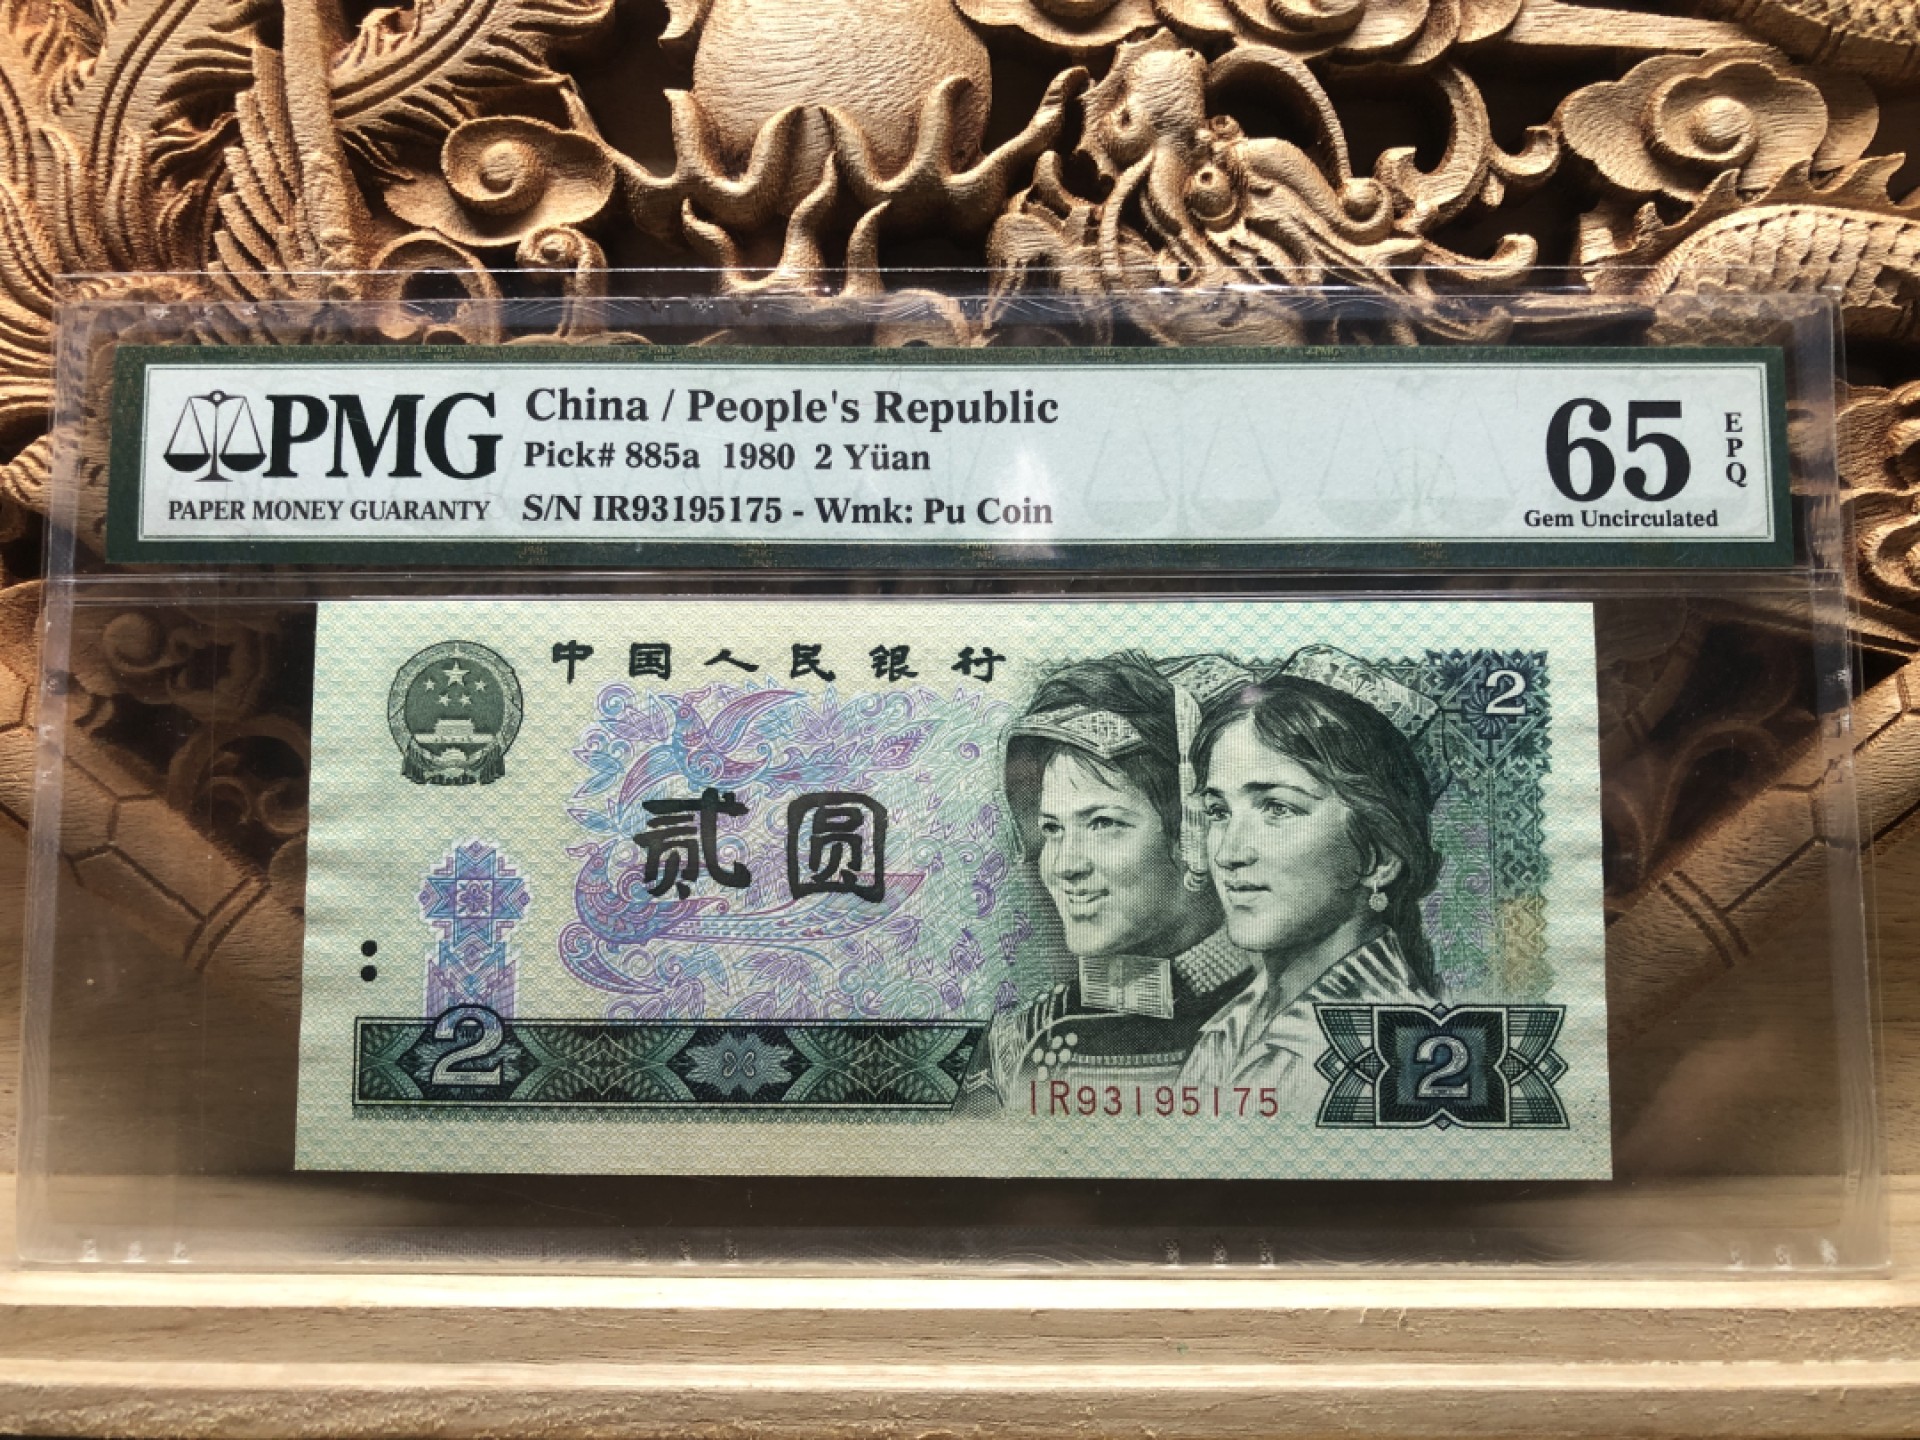 PMG
PAPER MONEY GUARANTY
China / People's Republic
Pick# 885a 1980 2 Yüan
S/N IR93195175 - Wmk: Pu Coin
65
EPQ
Gem Uncirculated
中国人民银行
2
贰圆
2
IR93195175
2